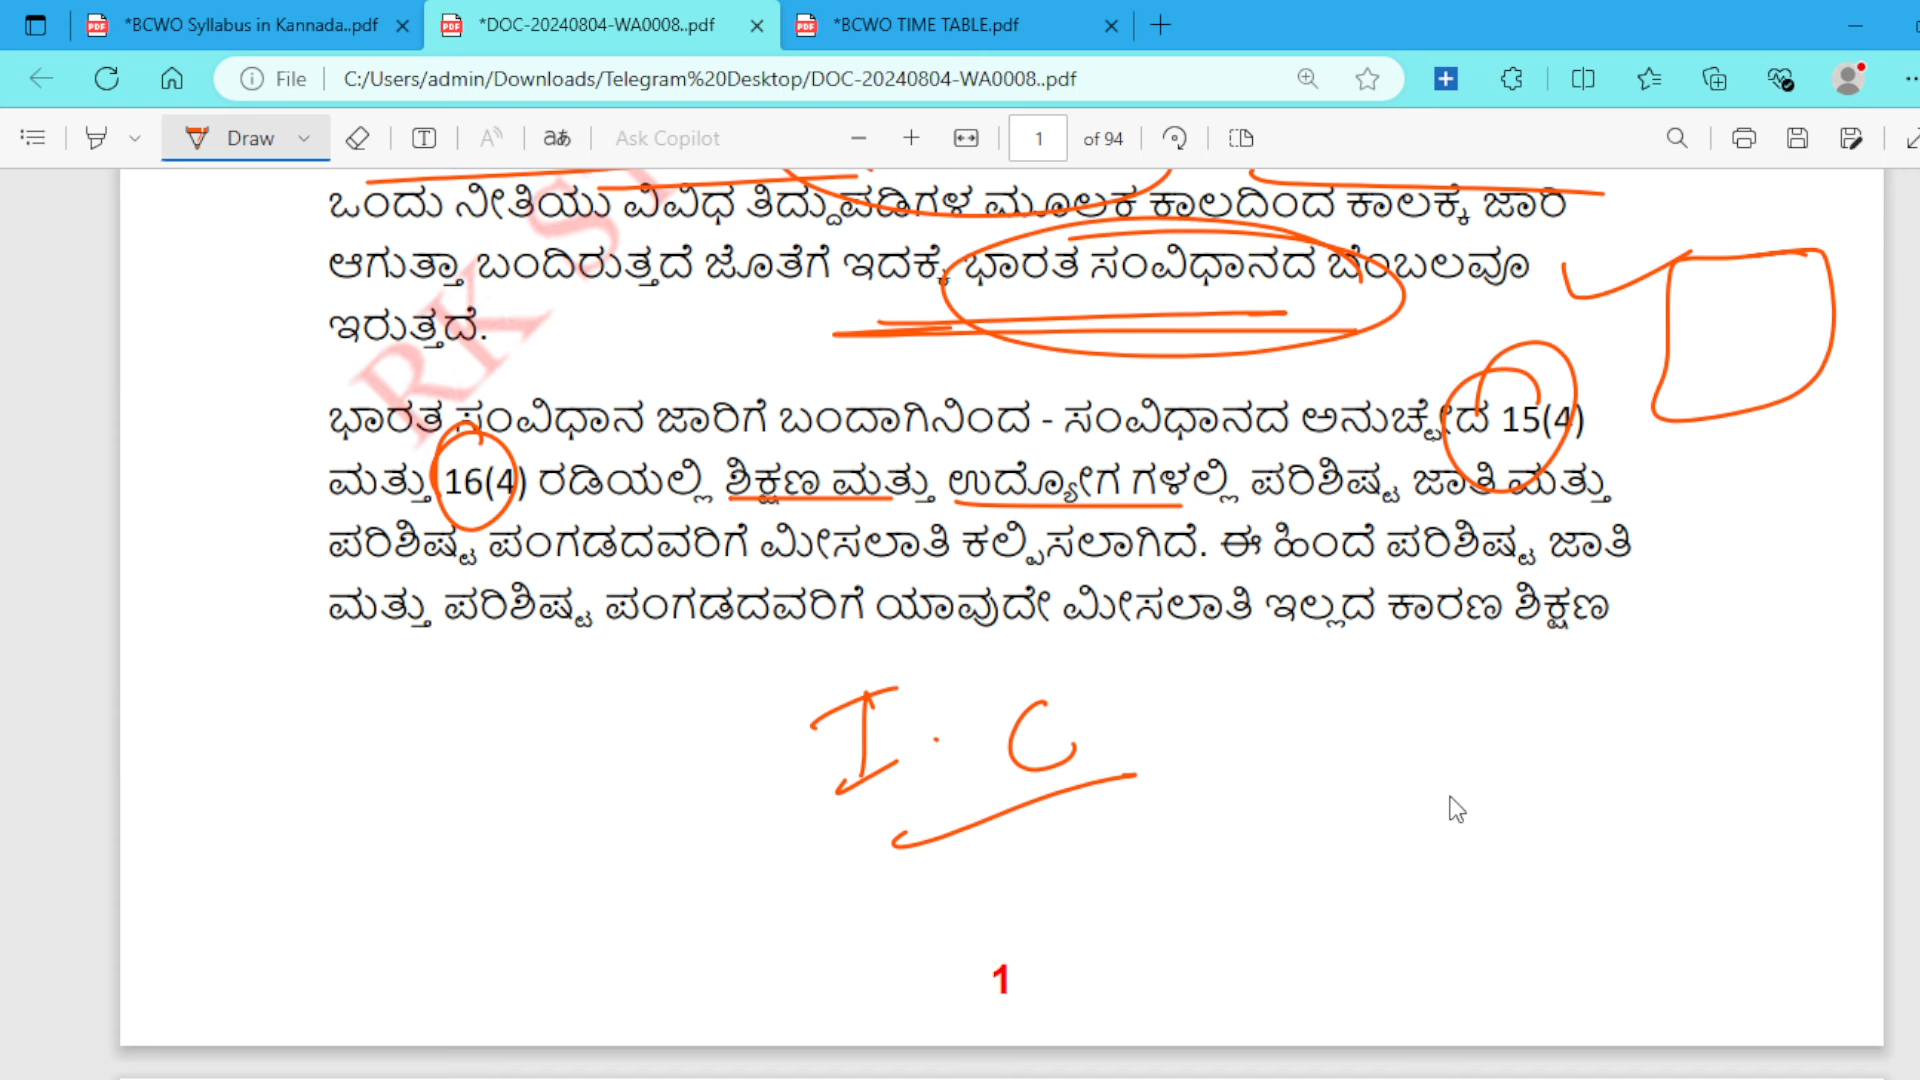 *BCWO Syllabus in Kannada..pdf
*DOC-20240804-WA0008..pdf
*BCWO TIME TABLE.pdf
File
C:/Users/admin/Downloads/Telegram%20Desktop/DOC-20240804-WA0008..pdf
Draw
Ask Copilot
1 of 94
ಒಂದು ನೀತಿಯು ವಿವಿಧ ತಿದ್ದುಪಡಿಗಳ ಮೂಲಕ ಕಾಲದಿಂದ ಕಾಲಕ್ಕೆ ಜಾರಿ
ಆಗುತ್ತಾ ಬಂದಿರುತ್ತದೆ ಜೊತೆಗೆ ಇದಕ್ಕೆ ಭಾರತ ಸಂವಿಧಾನದ ಬೆಂಬಲವೂ
ಇರುತ್ತದೆ.
RK ST
ಭಾರತ ಸಂವಿಧಾನ ಜಾರಿಗೆ ಬಂದಾಗಿನಿಂದ - ಸಂವಿಧಾನದ ಅನುಚ್ಛೇದ 15(4)
ಮತ್ತು 16(4) ರಡಿಯಲ್ಲಿ ಶಿಕ್ಷಣ ಮತ್ತು ಉದ್ಯೋಗ ಗಳಲ್ಲಿ ಪರಿಶಿಷ್ಟ ಜಾತಿ ಮತ್ತು
ಪರಿಶಿಷ್ಟ ಪಂಗಡದವರಿಗೆ ಮೀಸಲಾತಿ ಕಲ್ಪಿಸಲಾಗಿದೆ. ಈ ಹಿಂದೆ ಪರಿಶಿಷ್ಟ ಜಾತಿ
ಮತ್ತು ಪರಿಶಿಷ್ಟ ಪಂಗಡದವರಿಗೆ ಯಾವುದೇ ಮೀಸಲಾತಿ ಇಲ್ಲದ ಕಾರಣ ಶಿಕ್ಷಣ
I . C
1